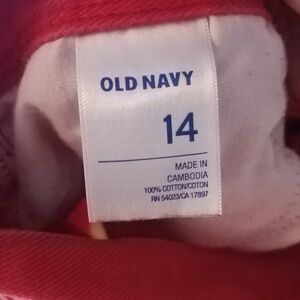 OLD NAVY
14
MADE IN
CAMBODIA
100% COTTON/COTON
RN 54023/CA 17897